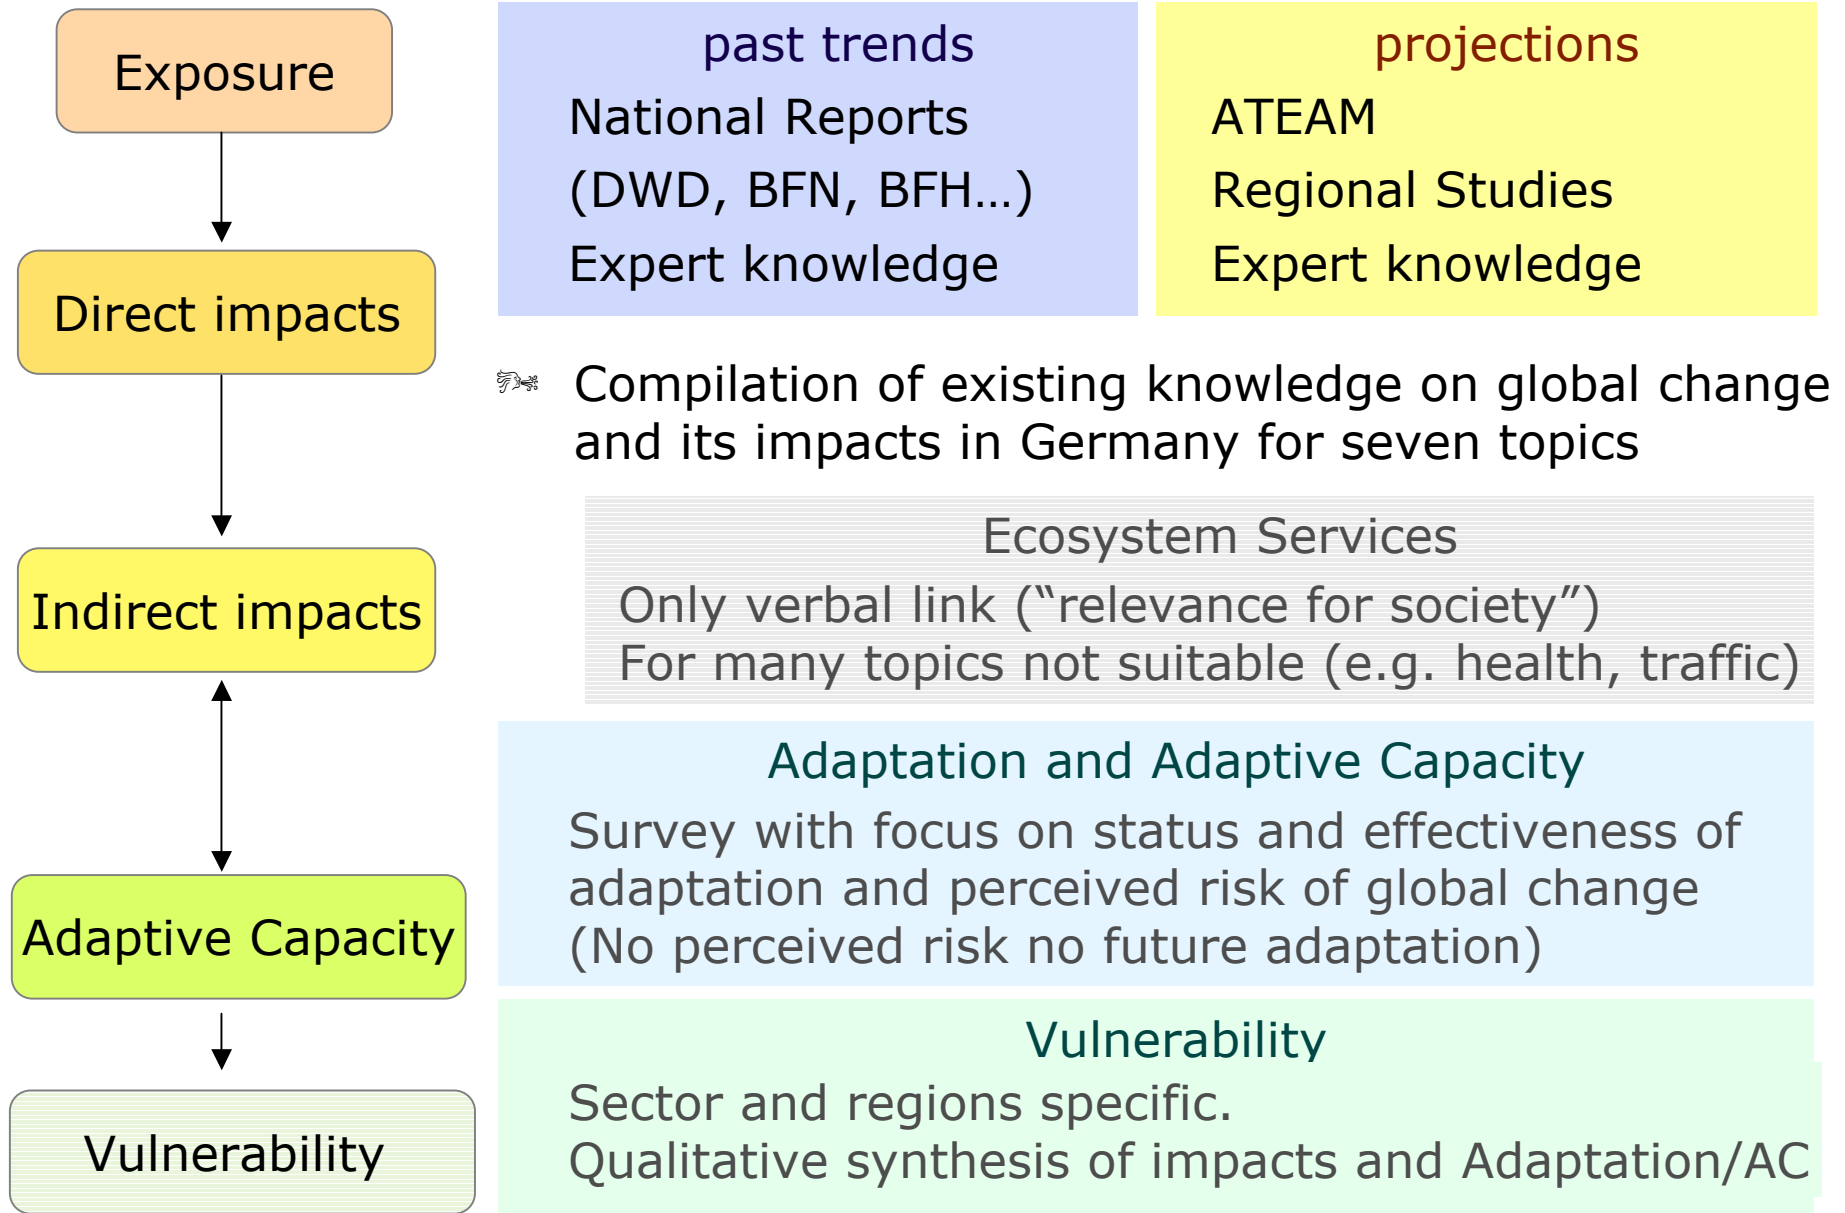 Exposure
Direct impacts
Indirect impacts
Adaptive Capacity
Vulnerability
past trends
National Reports
(DWD, BFN, BFH…)
Expert knowledge
projections
ATEAM
Regional Studies
Expert knowledge
Compilation of existing knowledge on global change
and its impacts in Germany for seven topics
Ecosystem Services
Only verbal link (“relevance for society”)
For many topics not suitable (e.g. health, traffic)
Adaptation and Adaptive Capacity
Survey with focus on status and effectiveness of
adaptation and perceived risk of global change
(No perceived risk no future adaptation)
Vulnerability
Sector and regions specific.
Qualitative synthesis of impacts and Adaptation/AC